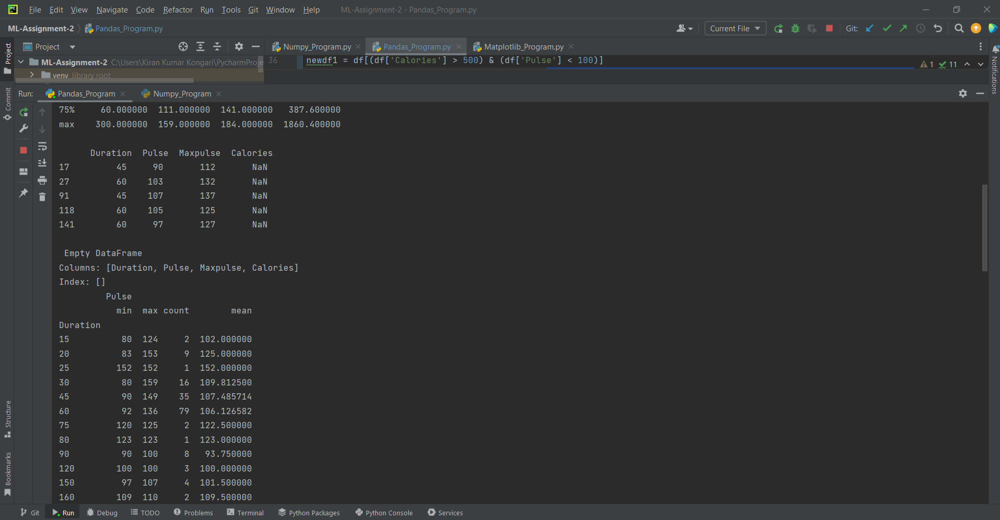 PC File Edit View Navigate Code Refactor Run Tools Git Window Help ML-Assignment-2 - Pandas_Program.py
ML-Assignment-2 Pandas_Program.py Current File Git:
Project Numpy_Program.py Pandas_Program.py Matplotlib_Program.py
ML-Assignment-2 C:\Users\Kiran Kumar Kongari\PycharmProje 36 newdf1 = df[(df['Calories'] > 500) & (df['Pulse'] < 100)] 1 11
venv library root
Run: Pandas_Program Numpy_Program
75% 60.000000 111.000000 141.000000 387.600000
max 300.000000 159.000000 184.000000 1860.400000
Duration Pulse Maxpulse Calories
17 45 90 112 NaN
27 60 103 132 NaN
91 45 107 137 NaN
118 60 105 125 NaN
141 60 97 127 NaN
Empty DataFrame
Columns: [Duration, Pulse, Maxpulse, Calories]
Index: []
Pulse
min max count mean
Duration
15 80 124 2 102.000000
20 83 153 9 125.000000
25 152 152 1 152.000000
30 80 159 16 109.812500
45 90 149 35 107.485714
60 92 136 79 106.126582
75 120 125 2 122.500000
80 123 123 1 123.000000
90 90 100 8 93.750000
120 100 100 3 100.000000
150 97 107 4 101.500000
160 109 110 2 109.500000
Project
Commit
Structure
Bookmarks
Notifications
Git Run Debug TODO Problems Terminal Python Packages Python Console Services